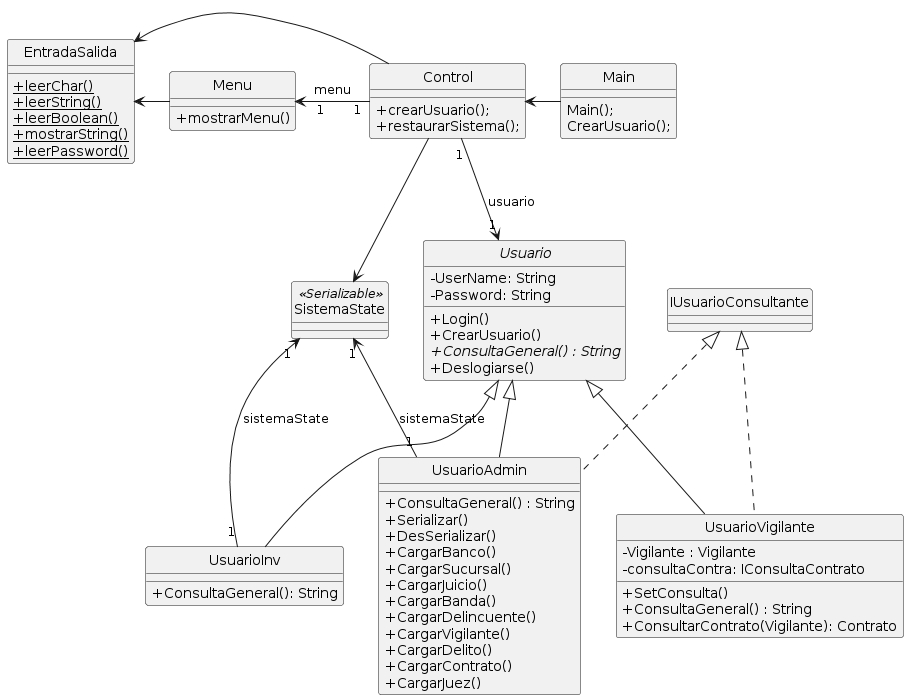 EntradaSalida
+leerChar()
+leerString()
+leerBoolean()
+mostrarString()
+leerPassword()
Menu
+mostrarMenu()
menu
1
1
Control
+crearUsuario();
+restaurarSistema();
Main
Main();
CrearUsuario();
1
usuario
1
«Serializable»
SistemaState
Usuario
-UserName: String
-Password: String
+Login()
+CrearUsuario()
+ConsultaGeneral() : String
+Deslogiarse()
IUsuarioConsultante
1
1
sistemaState
sistemaState
1
1
UsuarioInv
+ConsultaGeneral(): String
UsuarioAdmin
+ConsultaGeneral() : String
+Serializar()
+DesSerializar()
+CargarBanco()
+CargarSucursal()
+CargarJuicio()
+CargarBanda()
+CargarDelincuente()
+CargarVigilante()
+CargarDelito()
+CargarContrato()
+CargarJuez()
UsuarioVigilante
-Vigilante : Vigilante
-consultaContra: IConsultaContrato
+SetConsulta()
+ConsultaGeneral() : String
+ConsultarContrato(Vigilante): Contrato